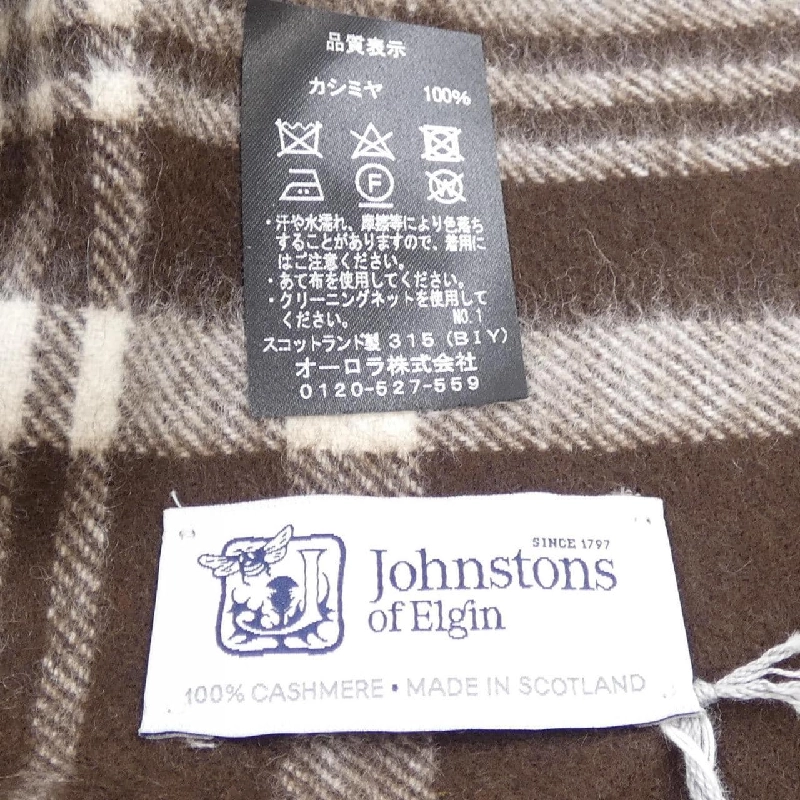 品質表示
カシミヤ 100%
F W
・汗や水濡れ、摩擦等により色落ち
することがありますので、着用に
はご注意ください。
・あて布を使用してください。
・クリーニングネットを使用して
ください。 NO.1
スコットランド製 315 (BIY)
オーロラ株式会社
0120-527-559
SINCE 1797
Johnstons
of Elgin
100% CASHMERE • MADE IN SCOTLAND